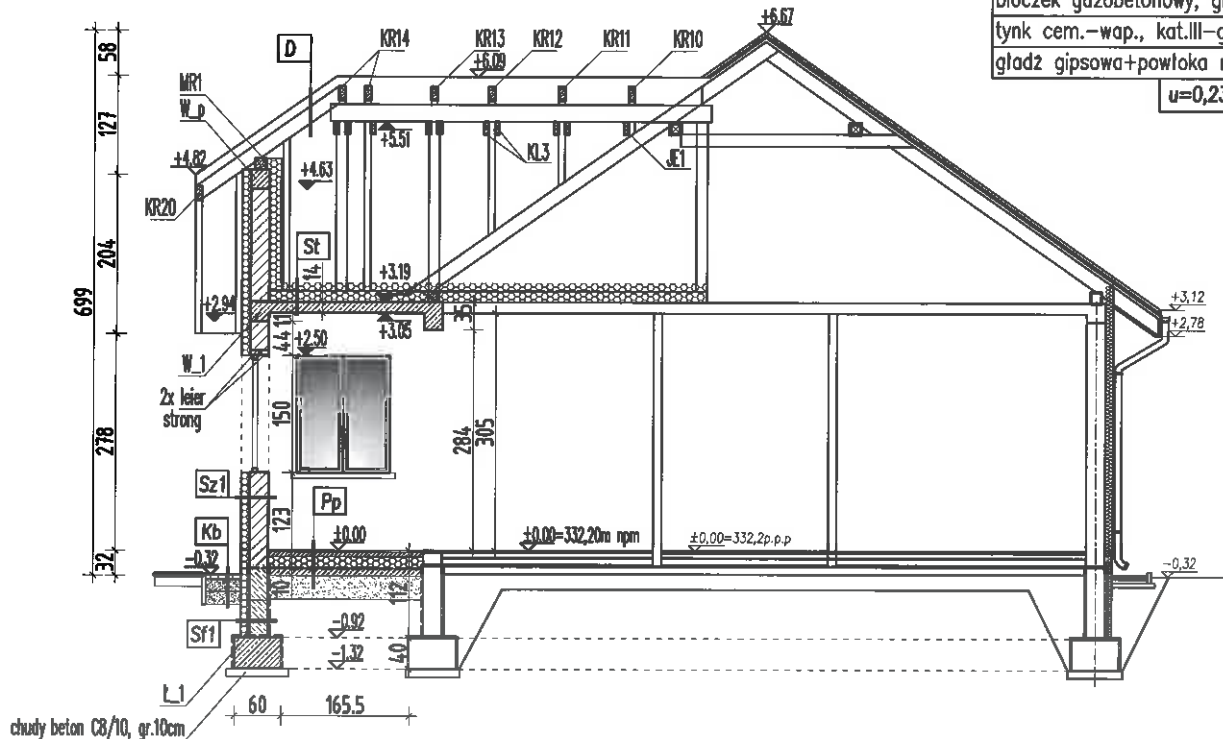 bloczek gazobetonowy, g
tynk cem.-wap., kat.III-c
gładź gipsowa+powłoka
u=0,23
+6.67
58
KR14
KR13
KR12
KR11
KR10
D
+6.09
MR1
W_p
127
+5.51
KL3
JE1
+4.82
+4.63
KR20
St
204
14
+3.19
699
+2.94
+3.12
11
+3.05
35
+2.78
44
+2.50
W_1
2x leier
strong
150
284
305
278
Sz1
Pp
123
Kb
±0.00
±0.00=332,20m npm
±0,00=332,2p.p.p
-0.32
-0,32
32
10
112
Sf1
-0.92
-1.32
40
Ł_1
60
165.5
chudy beton C8/10, gr.10cm